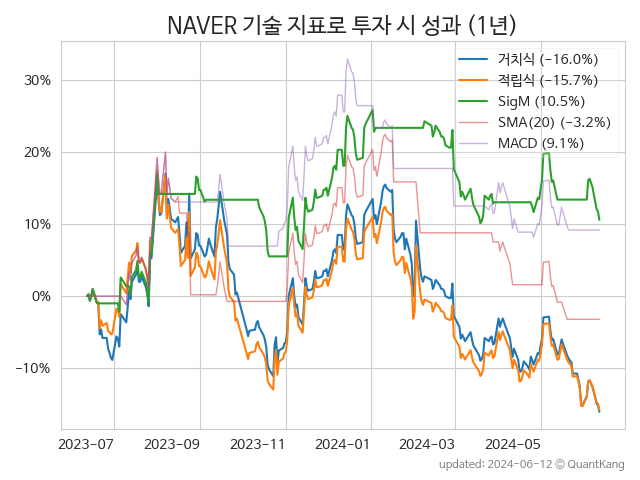 NAVER 기술 지표로 투자 시 성과 (1년)
거치식 (−16.0%)
적립식 (−15.7%)
SigM (10.5%)
SMA(20) (−3.2%)
MACD (9.1%)
30%
20%
10%
0%
−10%
2023−07 2023−09 2023−11 2024−01 2024−03 2024−05
updated: 2024−06−12 © QuantKang